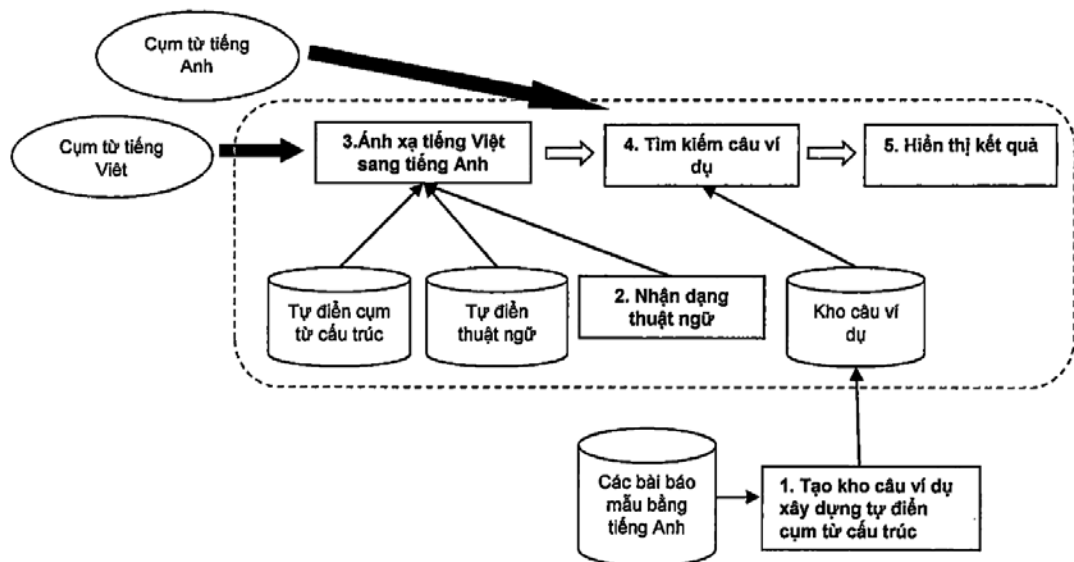 Cụm từ tiếng
Anh
Cụm từ tiếng
Viêt
3.Ánh xạ tiếng Việt
sang tiếng Anh
4. Tìm kiếm câu ví
dụ
5. Hiển thị kết quả
Tự điển cụm
từ cấu trúc
Tự điển
thuật ngữ
2. Nhận dạng
thuật ngữ
Kho câu ví
dụ
Các bài báo
mẫu bằng
tiếng Anh
1. Tạo kho câu ví dụ
xây dựng tự điển
cụm từ cấu trúc